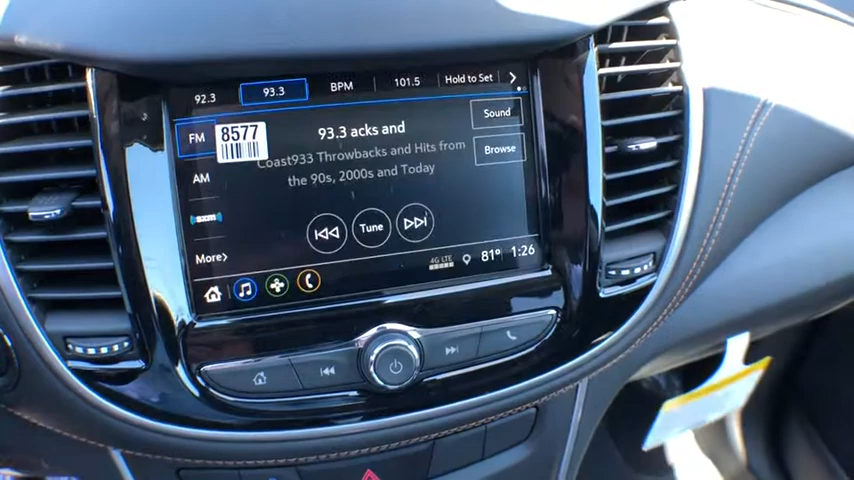 92.3 93.3 BPM 101.5 Hold to Set >
FM
8577
93.3 acks and
Sound
Coast933 Throwbacks and Hits from
the 90s, 2000s and Today
Browse
AM
sxm
Tune
More>
4G LTE
81° 1:26